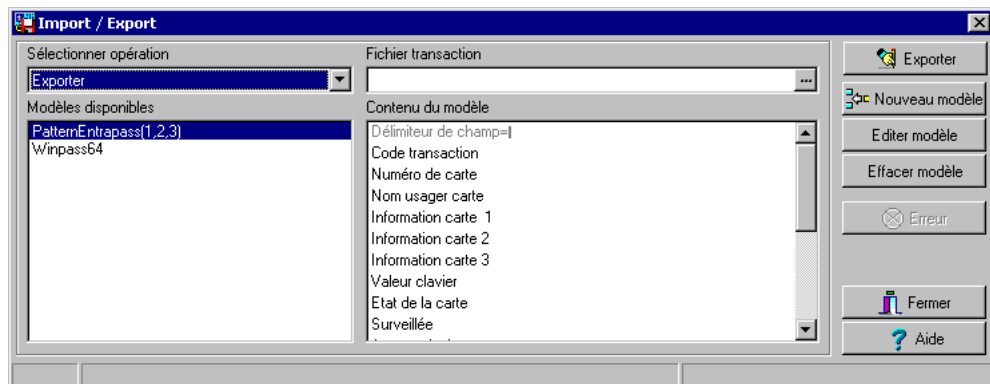 Import / Export
Sélectionner opération
Exporter
Fichier transaction
...
Modèles disponibles
PatternEntrapass(1,2,3)
Winpass64
Contenu du modèle
Délimiteur de champ=|
Code transaction
Numéro de carte
Nom usager carte
Information carte 1
Information carte 2
Information carte 3
Valeur clavier
Etat de la carte
Surveillée
Exporter
Nouveau modèle
Editer modèle
Effacer modèle
Erreur
Fermer
Aide